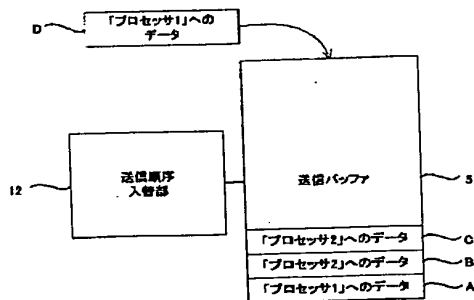 D
「プロセッサ1」への
データ
12
送信順序
入替部
送信バッファ
5
「プロセッサ2」へのデータ
C
「プロセッサ2」へのデータ
B
「プロセッサ1」へのデータ
A